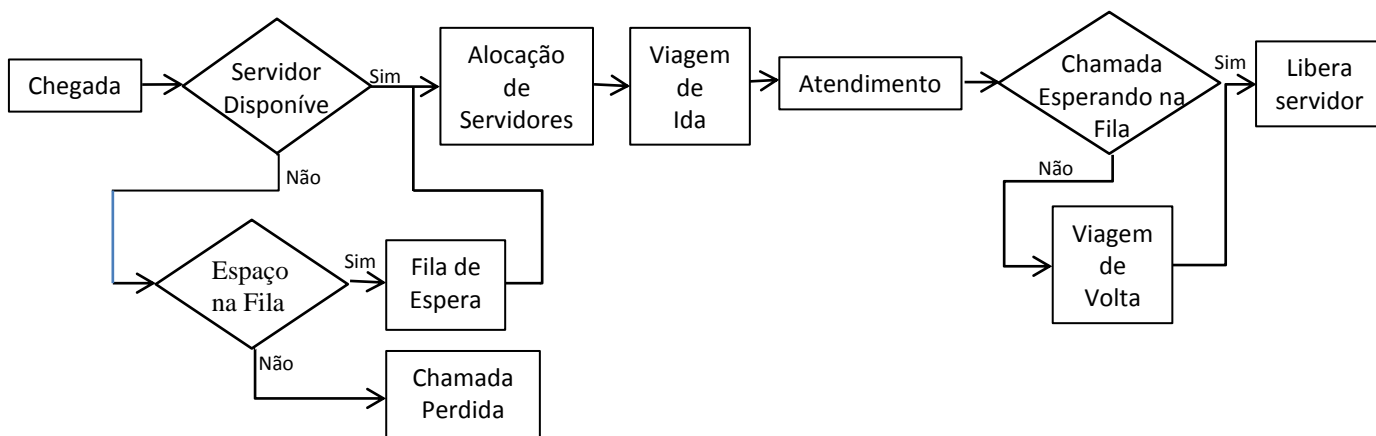 Chegada
Servidor
Disponíve
Sim
Não
Alocação
de
Servidores
Viagem
de
Ida
Atendimento
Chamada
Esperando na
Fila
Sim
Não
Libera
servidor
Viagem
de
Volta
Espaço
na Fila
Sim
Não
Fila de
Espera
Chamada
Perdida